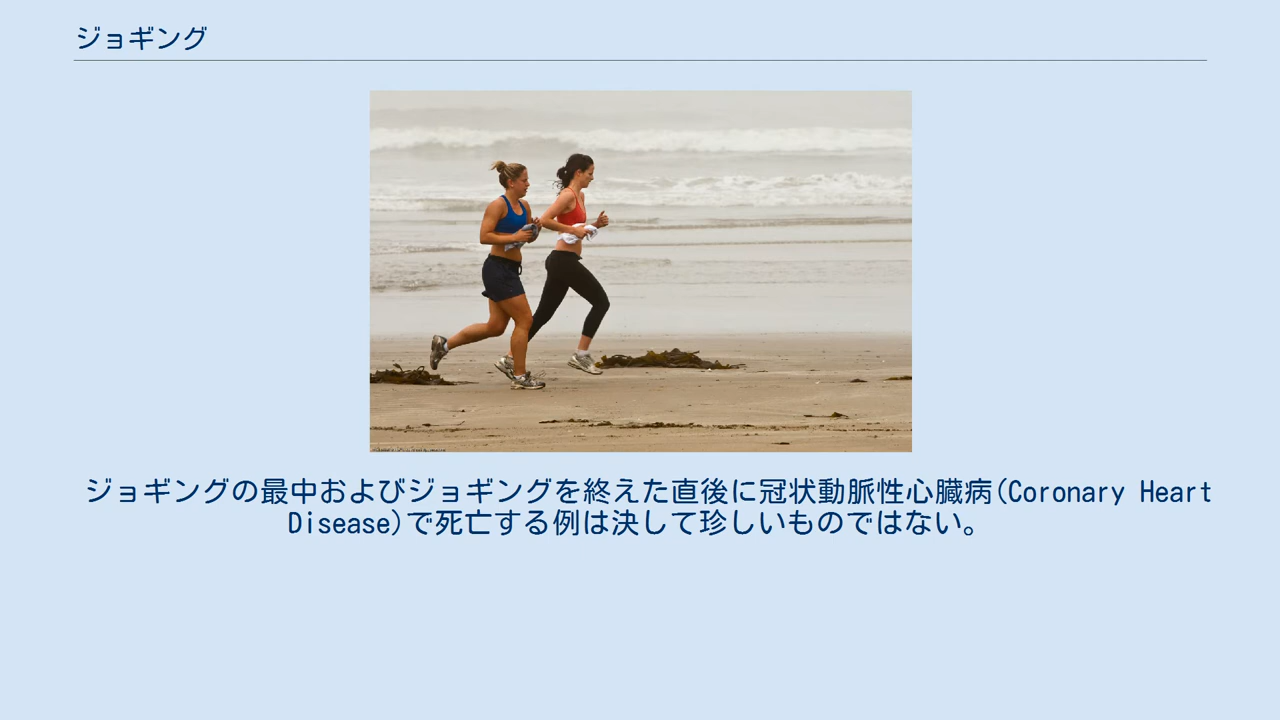 ジョギング
ジョギングの最中およびジョギングを終えた直後に冠状動脈性心臓病(Coronary Heart
Disease)で死亡する例は決して珍しいものではない。